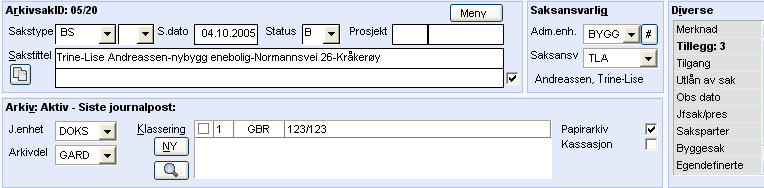 ArkivsakID: 05/20
Meny
Sakstype BS S.dato 04.10.2005 Status B Prosjekt
Sakstittel Trine-Lise Andreassen-nybygg enebolig-Normannsvei 26-Kråkerøy
Saksansvarlig
Adm.enh. BYGG #
Saksansv TLA
Andreassen, Trine-Lise
Arkiv: Aktiv - Siste journalpost:
J.enhet DOKS Klassering 1 GBR 123/123 Papirarkiv
Arkivdel GARD NY Kassasjon
Diverse
Merknad
Tillegg: 3
Tilgang
Utlån av sak
Obs dato
Jfsak/pres
Saksparter
Byggesak
Egendefinerte